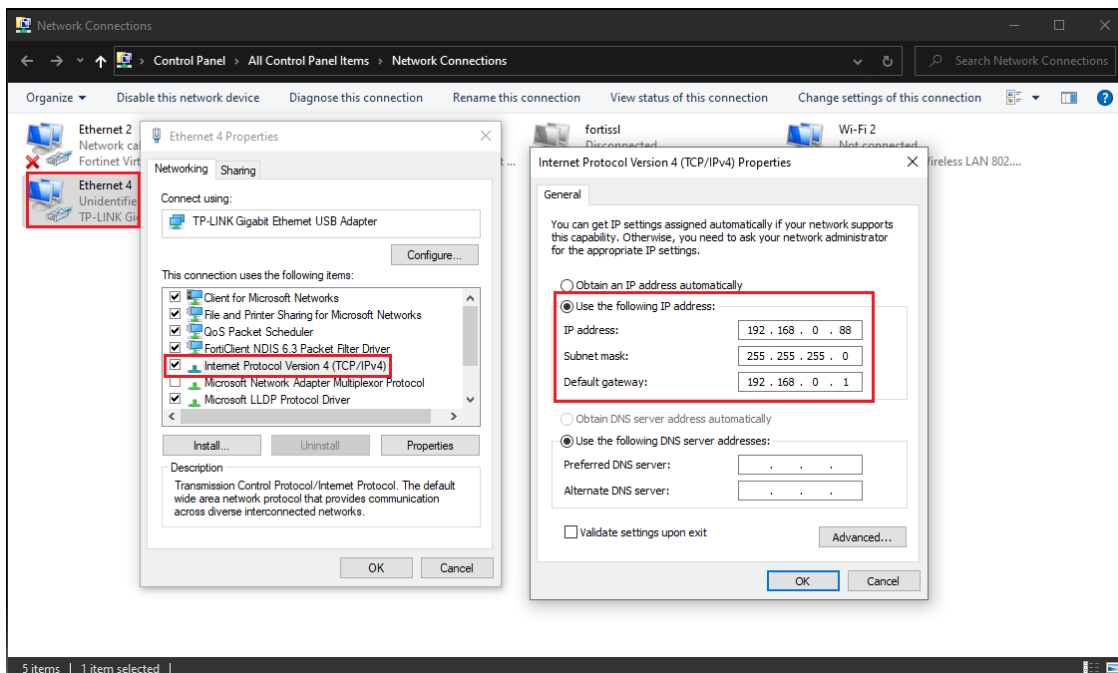 Network Connections
Control Panel > All Control Panel Items > Network Connections
Search Network Connections
Organize
Disable this network device
Diagnose this connection
Rename this connection
View status of this connection
Change settings of this connection
Ethernet 2
Network ca
Fortinet Virt
Ethernet 4
Unidentifie
TP-LINK Gi
fortissl
Disconnected
t ...
Wi-Fi 2
Not connected
Wireless LAN 802....
Ethernet 4 Properties
Networking
Sharing
Connect using:
TP-LINK Gigabit Ethernet USB Adapter
Configure...
This connection uses the following items:
Client for Microsoft Networks
File and Printer Sharing for Microsoft Networks
QoS Packet Scheduler
FortiClient NDIS 6.3 Packet Filter Driver
Internet Protocol Version 4 (TCP/IPv4)
Microsoft Network Adapter Multiplexor Protocol
Microsoft LLDP Protocol Driver
Install...
Uninstall
Properties
Description
Transmission Control Protocol/Internet Protocol. The default
wide area network protocol that provides communication
across diverse interconnected networks.
OK
Cancel
Internet Protocol Version 4 (TCP/IPv4) Properties
General
You can get IP settings assigned automatically if your network supports
this capability. Otherwise, you need to ask your network administrator
for the appropriate IP settings.
Obtain an IP address automatically
Use the following IP address:
IP address: 192 . 168 . 0 . 88
Subnet mask: 255 . 255 . 255 . 0
Default gateway: 192 . 168 . 0 . 1
Obtain DNS server address automatically
Use the following DNS server addresses:
Preferred DNS server: . . .
Alternate DNS server: . . .
Validate settings upon exit
Advanced...
OK
Cancel
5 items
1 item selected